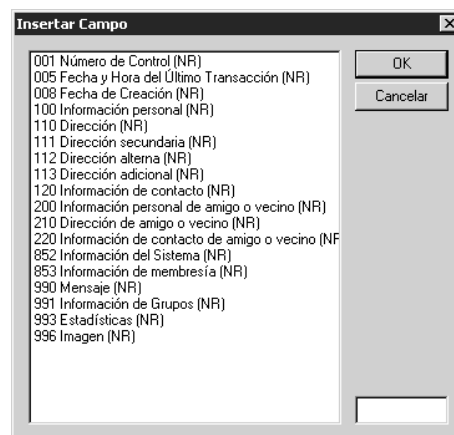 Insertar Campo
001 Número de Control (NR)
005 Fecha y Hora del Último Transacción (NR)
008 Fecha de Creación (NR)
100 Información personal (NR)
110 Dirección (NR)
111 Dirección secundaria (NR)
112 Dirección alterna (NR)
113 Dirección adicional (NR)
120 Información de contacto (NR)
200 Información personal de amigo o vecino (NR)
210 Dirección de amigo o vecino (NR)
220 Información de contacto de amigo o vecino (NF
852 Información del Sistema (NR)
853 Información de membresía (NR)
990 Mensaje (NR)
991 Información de Grupos (NR)
993 Estadísticas (NR)
996 Imagen (NR)
OK
Cancelar